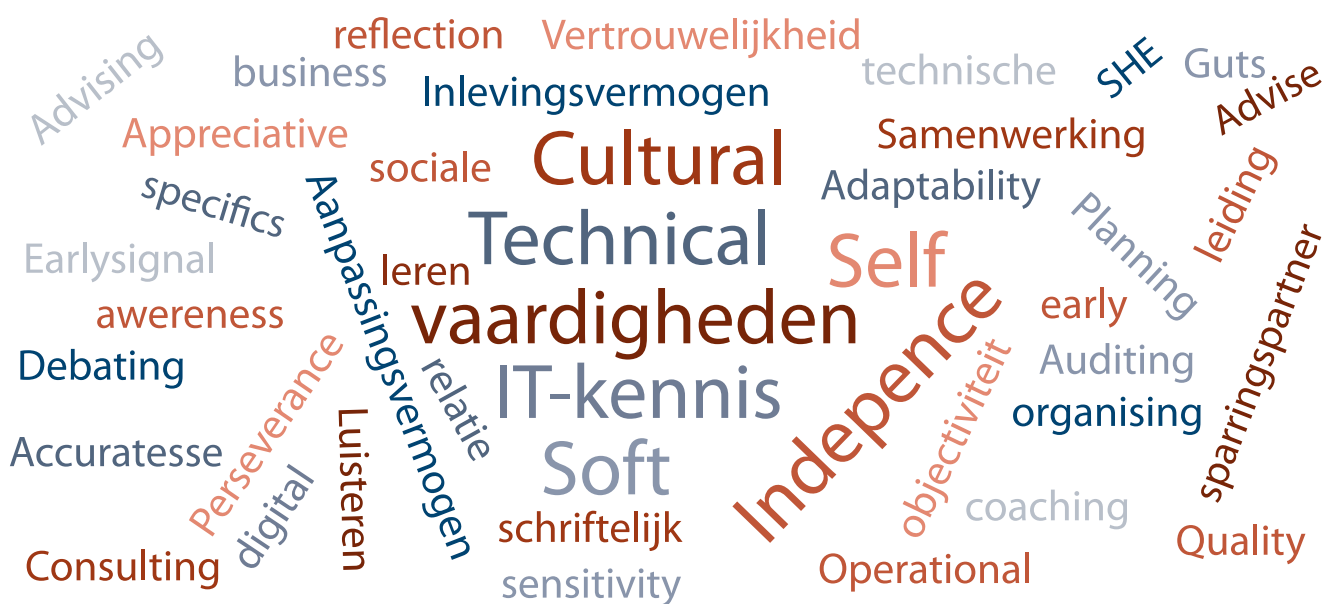 reflection
Vertrouwelijkheid
Advising
business
Inlevingsvermogen
technische
SHE
Guts
Advise
Appreciative
sociale
Cultural
Samenwerking
specifics
Aanpassingsvermogen
Technical
Adaptability
Planning
leiding
Earlysignal
leren
Self
awereness
vaardigheden
Indepence
early
sparringspartner
Debating
Perseverance
relatie
IT-kennis
objectiviteit
Auditing
organising
Accuratesse
digital
Luisteren
Soft
schriftelijk
coaching
Quality
Consulting
sensitivity
Operational